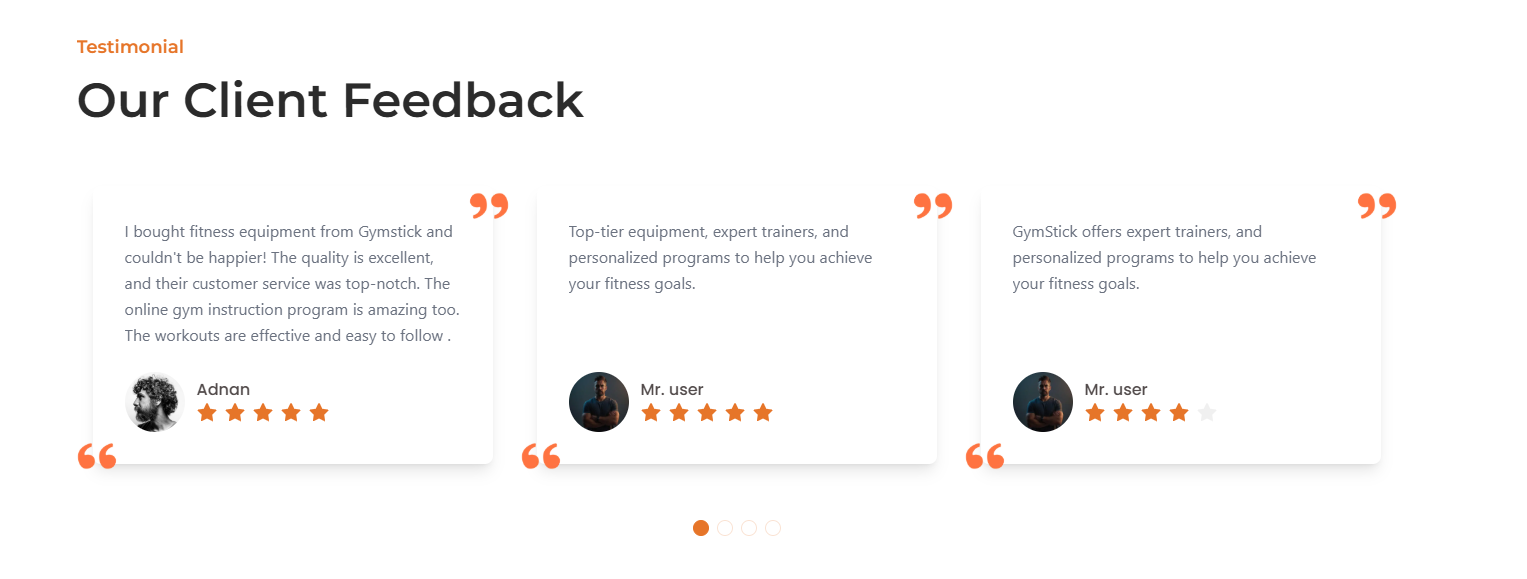 Testimonial
Our Client Feedback
”
I bought fitness equipment from Gymstick and
couldn't be happier! The quality is excellent,
and their customer service was top-notch. The
online gym instruction program is amazing too.
The workouts are effective and easy to follow .
Adnan
“
”
Top-tier equipment, expert trainers, and
personalized programs to help you achieve
your fitness goals.
Mr. user
“
”
GymStick offers expert trainers, and
personalized programs to help you achieve
your fitness goals.
Mr. user
“